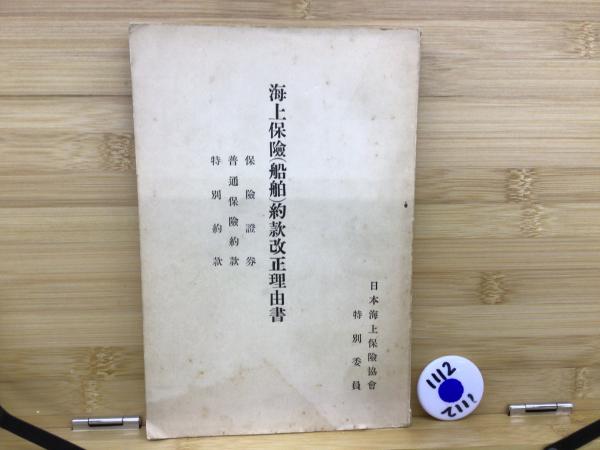 海上保險(船舶)約款改正理由書
保險證券
普通保險約款
特別約款
日本海上保險協會
特別委員
1112
1112